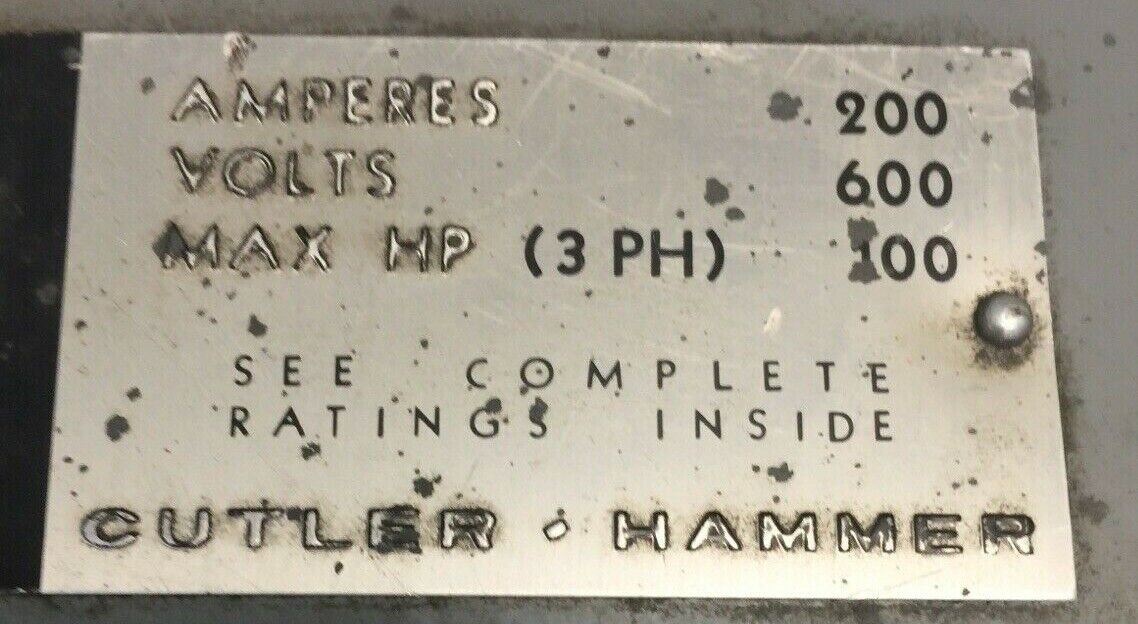 AMPERES 200
VOLTS 600
MAX HP (3 PH) 100
SEE COMPLETE
RATINGS INSIDE
CUTLER · HAMMER